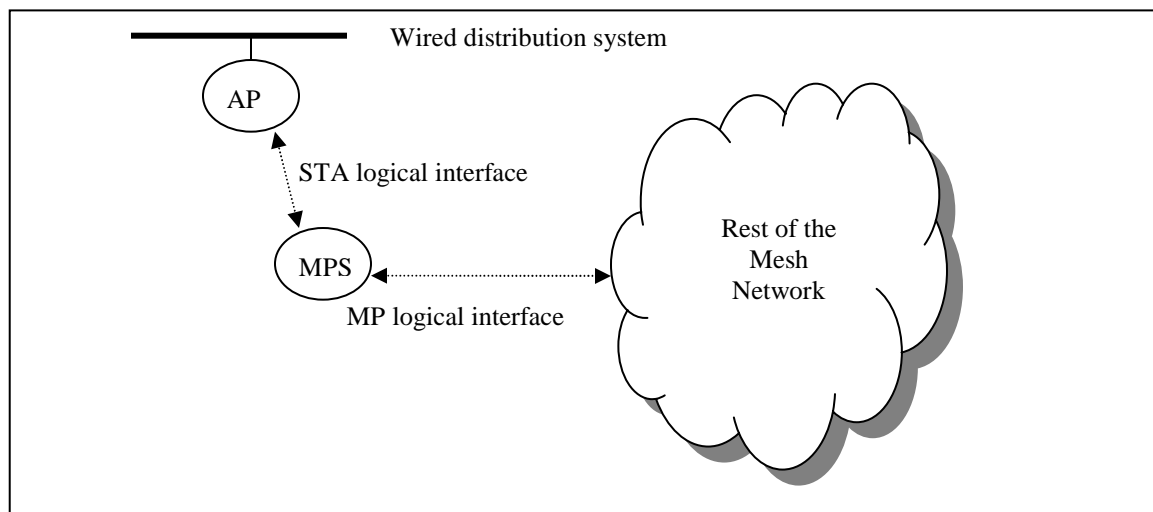 Wired distribution system
AP
STA logical interface
MPS
MP logical interface
Rest of the
Mesh
Network